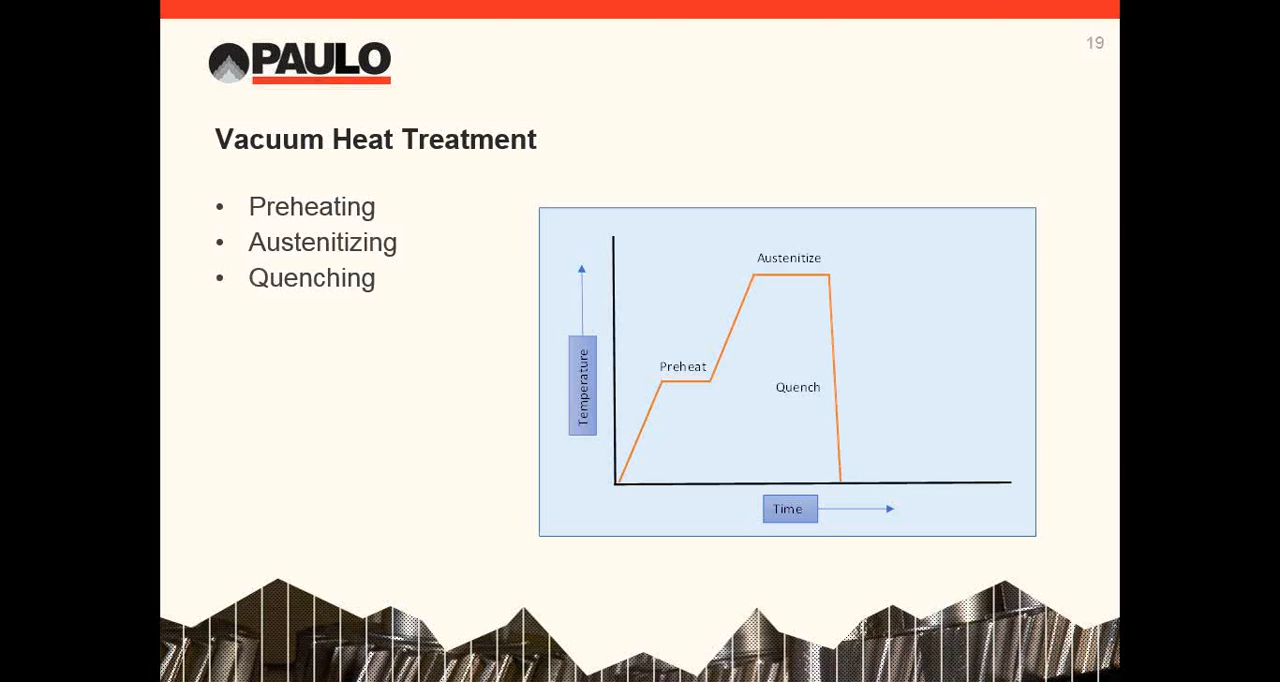 19
PAULO
Vacuum Heat Treatment
• Preheating
• Austenitizing
• Quenching
Austenitize
Preheat
Quench
Temperature
Time